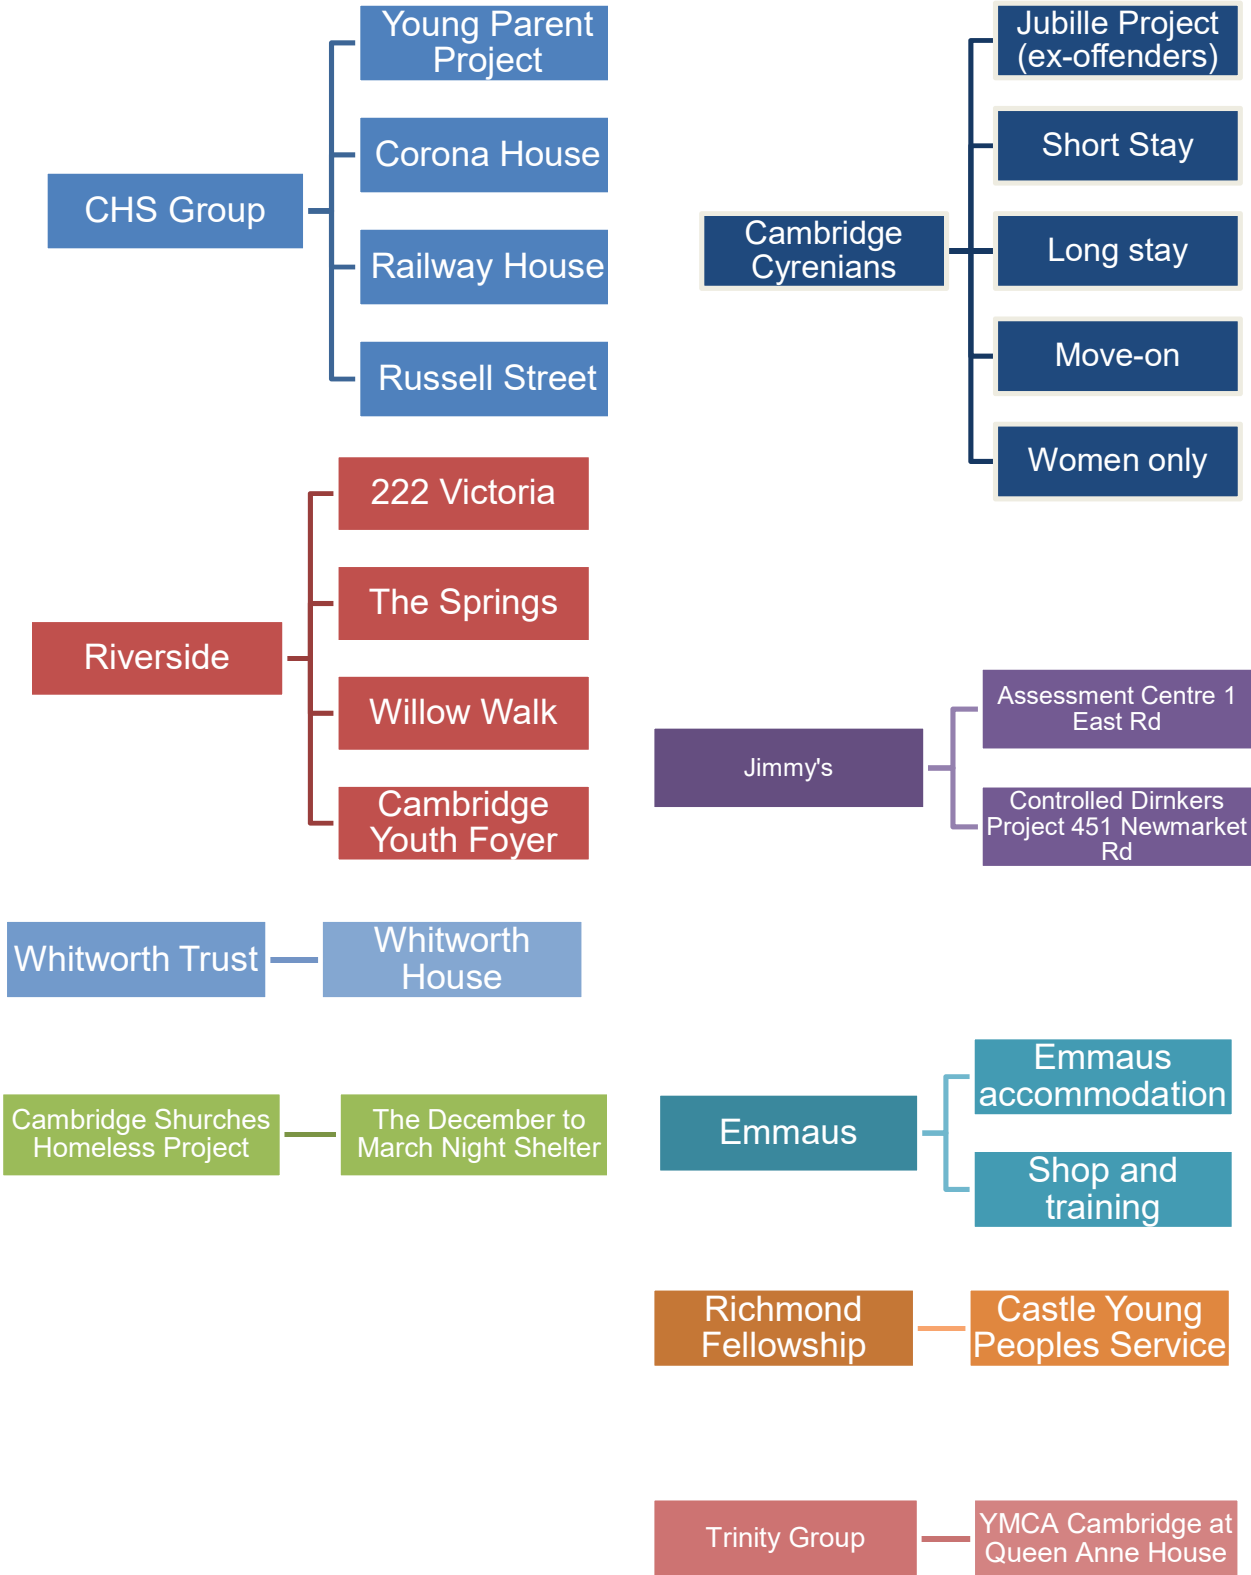 CHS Group
Young Parent
Project
Corona House
Railway House
Russell Street
Cambridge
Cyrenians
Jubille Project
(ex-offenders)
Short Stay
Long stay
Move-on
Women only
Riverside
222 Victoria
The Springs
Willow Walk
Cambridge
Youth Foyer
Jimmy's
Assessment Centre 1
East Rd
Controlled Dirnkers
Project 451 Newmarket
Rd
Whitworth Trust
Whitworth
House
Cambridge Shurches
Homeless Project
The December to
March Night Shelter
Emmaus
Emmaus
accommodation
Shop and
training
Richmond
Fellowship
Castle Young
Peoples Service
Trinity Group
YMCA Cambridge at
Queen Anne House